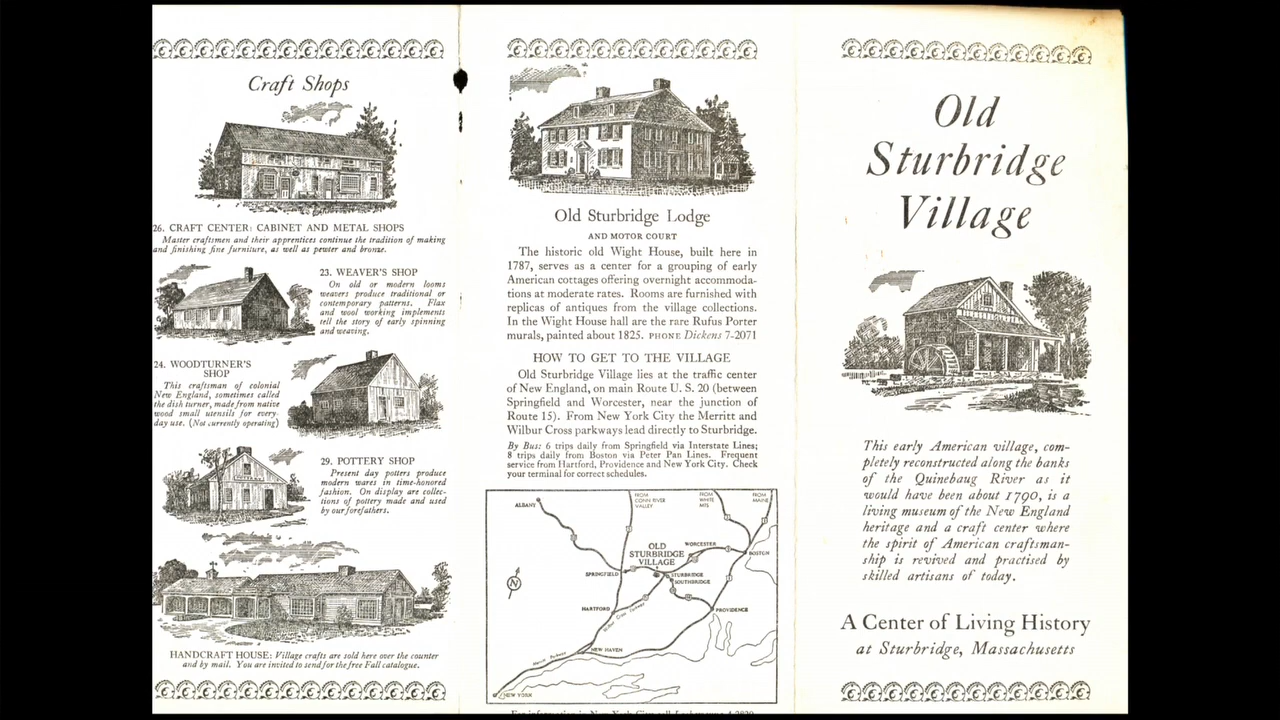 Craft Shops
26. CRAFT CENTER: CABINET AND METAL SHOPS
Master craftsmen and their apprentices continue the tradition of making
and finishing fine furniture, as well as pewter and bronze.
23. WEAVER'S SHOP
On old or modern looms
weavers produce traditional or
contemporary patterns. Flax
and wool working implements
tell the story of early spinning
and weaving.
24. WOODTURNER'S
SHOP
This craftsman of colonial
New England, sometimes called
the dish turner, made from native
wood small utensils for every-
day use. (Not currently operating)
29. POTTERY SHOP
Present day potters produce
modern wares in time-honored
fashion. On display are collec-
tions of pottery made and used
by our forefathers.
HANDCRAFT HOUSE: Village crafts are sold here over the counter
and by mail. You are invited to send for the free Fall catalogue.
Old Sturbridge Lodge
AND MOTOR COURT
The historic old Wight House, built here in
1787, serves as a center for a grouping of early
American cottages offering overnight accommoda-
tions at moderate rates. Rooms are furnished with
replicas of antiques from the village collections.
In the Wight House hall are the rare Rufus Porter
murals, painted about 1825. PHONE Dickens 7-2071
HOW TO GET TO THE VILLAGE
Old Sturbridge Village lies at the traffic center
of New England, on main Route U. S. 20 (between
Springfield and Worcester, near the junction of
Route 15). From New York City the Merritt and
Wilbur Cross parkways lead directly to Sturbridge.
By Bus: 6 trips daily from Springfield via Interstate Lines;
8 trips daily from Boston via Peter Pan Lines. Frequent
service from Hartford, Providence and New York City. Check
your terminal for correct schedules.
ALBANY
FROM
CONN RIVER
VALLEY
FROM
WHITE
MTS
FROM
MAINE
OLD
STURBRIDGE
VILLAGE
WORCESTER
BOSTON
SPRINGFIELD
STURBRIDGE
SOUTHBRIDGE
N
HARTFORD
Wilbur Cross Parkway
PROVIDENCE
NEW HAVEN
Merritt Parkway
NEW YORK
Old
Sturbridge
Village
This early American village, com-
pletely reconstructed along the banks
of the Quinebaug River as it
would have been about 1790, is a
living museum of the New England
heritage and a craft center where
the spirit of American craftsman-
ship is revived and practised by
skilled artisans of today.
A Center of Living History
at Sturbridge, Massachusetts